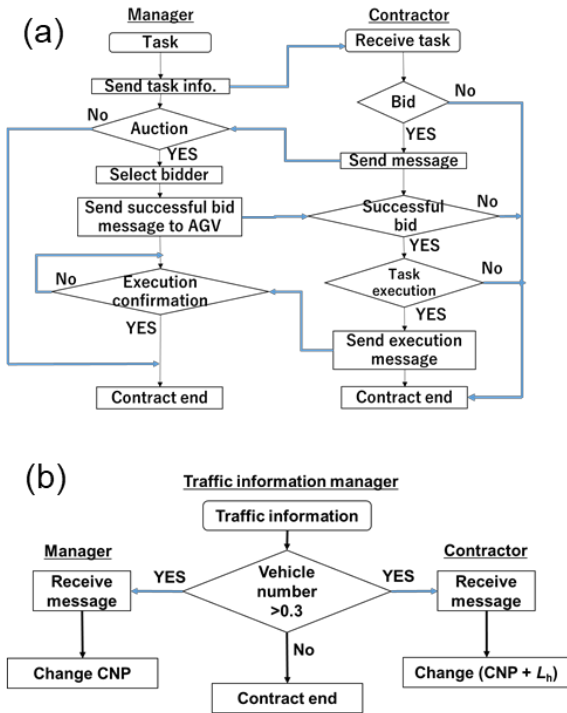 (a)
Manager
Contractor
Task
Receive task
Send task info.
No
Bid
No
Auction
YES
YES
Send message
Select bidder
Send successful bid
message to AGV
Successful
bid
No
YES
No
Execution
confirmation
Task
execution
No
YES
YES
Send execution
message
Contract end
Contract end
(b)
Traffic information manager
Traffic information
Manager
Contractor
Receive
message
YES
Vehicle
number
>0.3
YES
Receive
message
No
Change CNP
Change (CNP + Lh)
Contract end